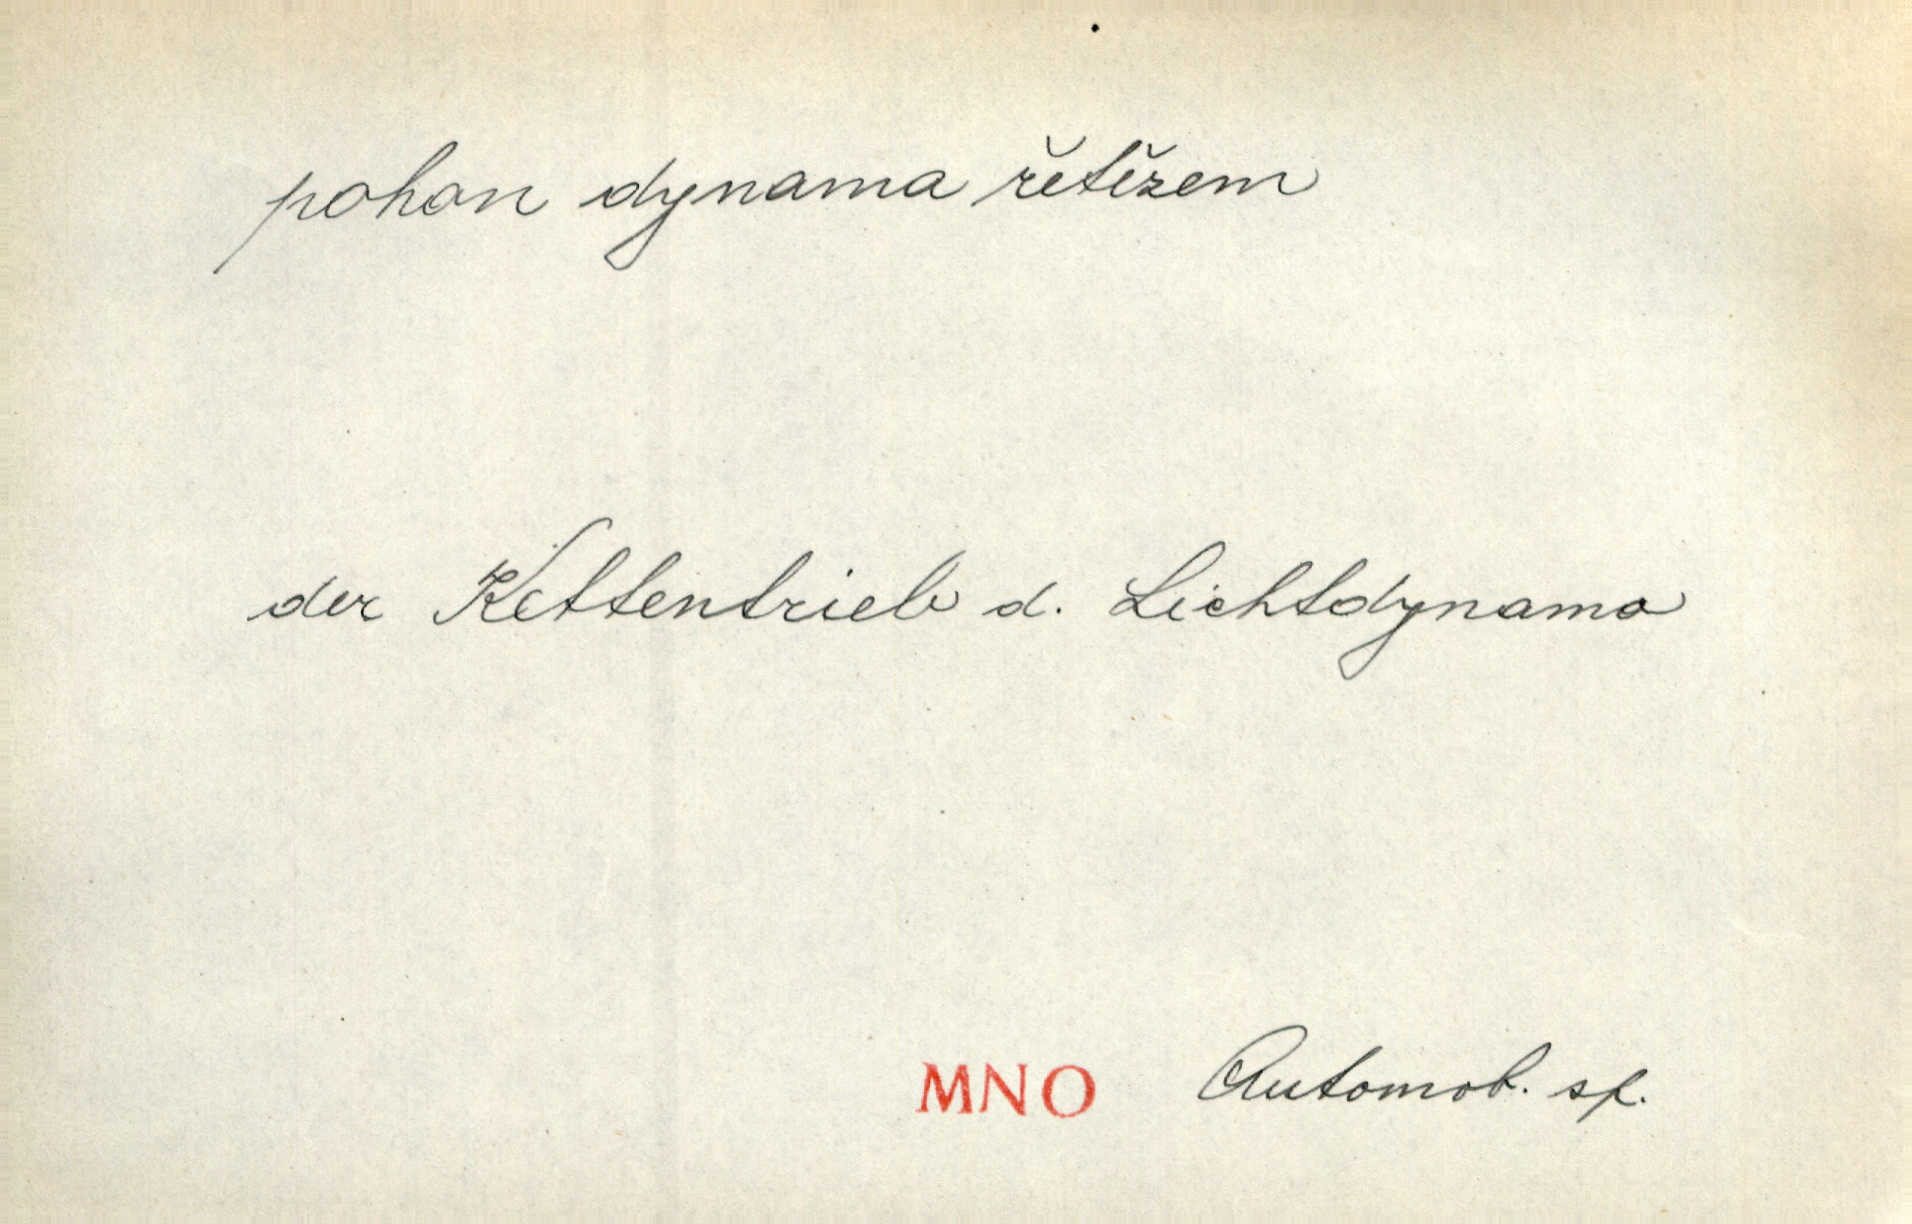 pohon dynama řetězem
der Kettentrieb d. Lichtdynamo
MNO Automob. sp.